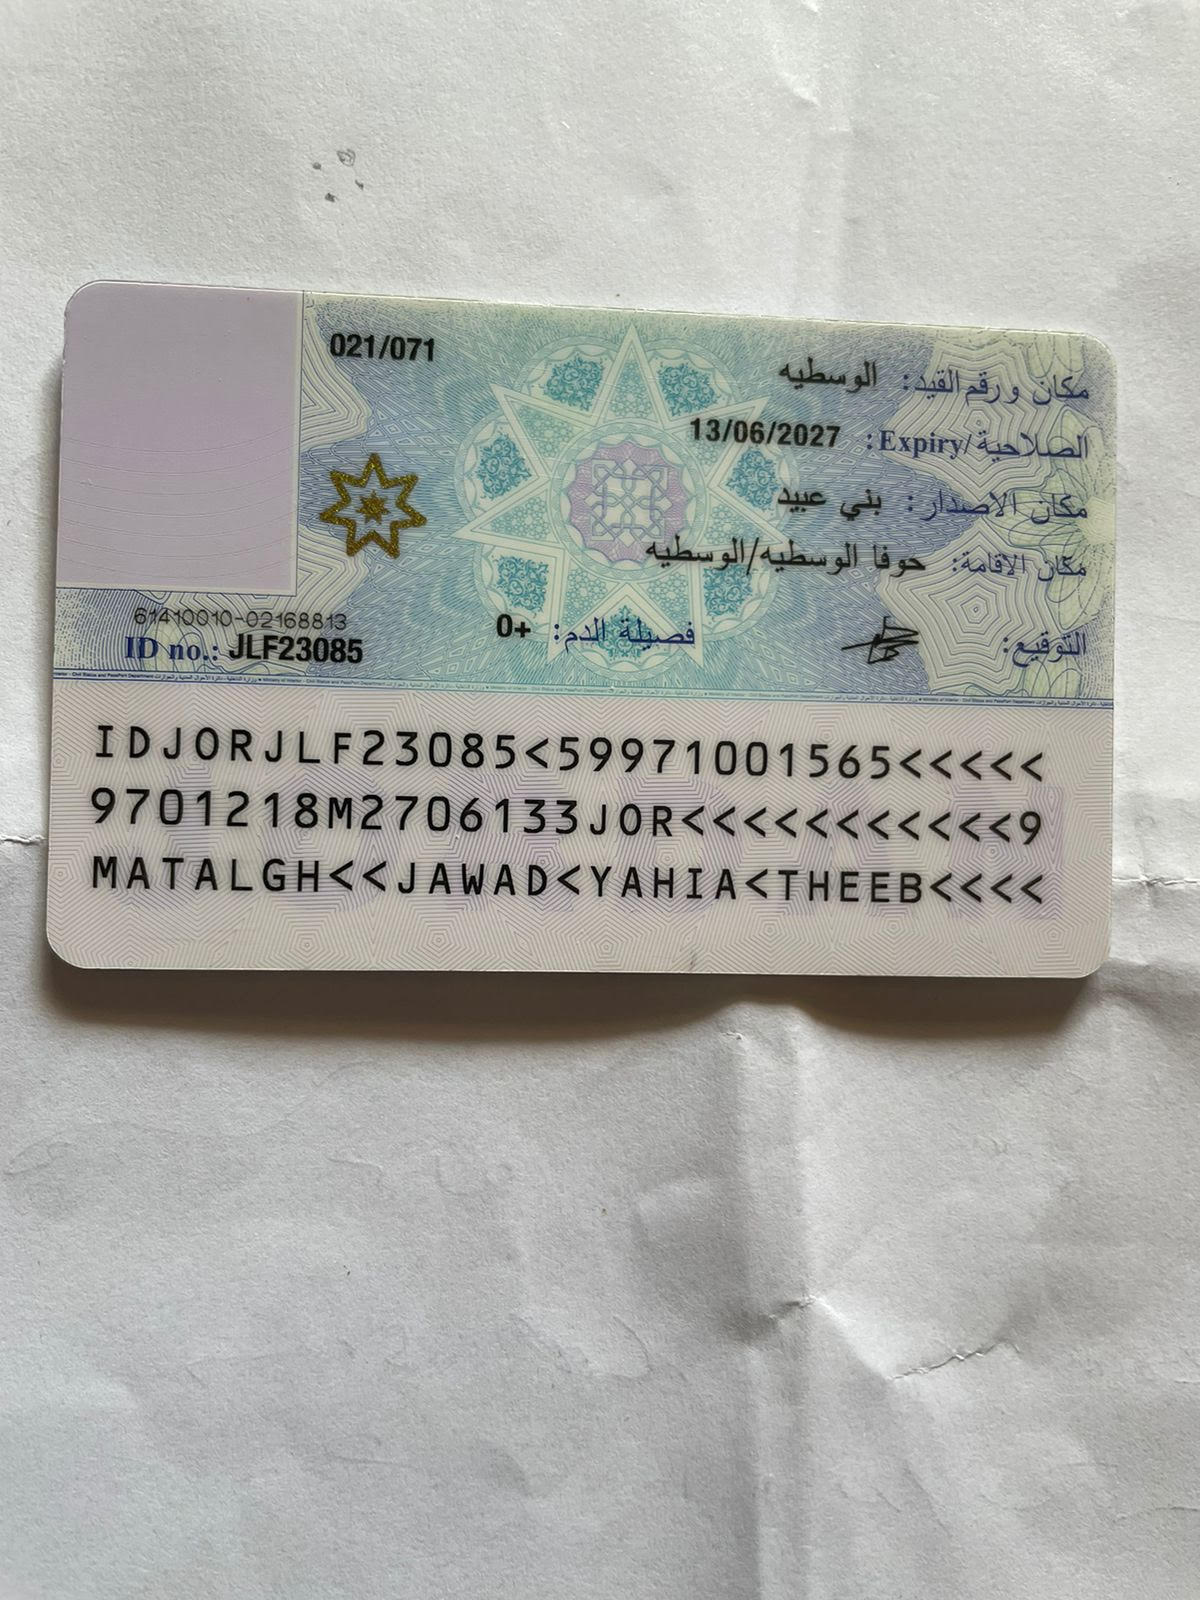 021/071
مكان ورقم القيد: الوسطيه
الصلاحية/Expiry: 13/06/2027
مكان الاصدار: بني عبيد
مكان الاقامة: حوفا الوسطيه/الوسطيه
التوقيع:
فصيلة الدم: O+
61410010-02168813
ID no.: JLF23085
IDJORJLF23085<59971001565<<<<<
9701218M2706133JOR<<<<<<<<<<<9
MATALGH<<JAWAD<YAHIA<THEEB<<<<